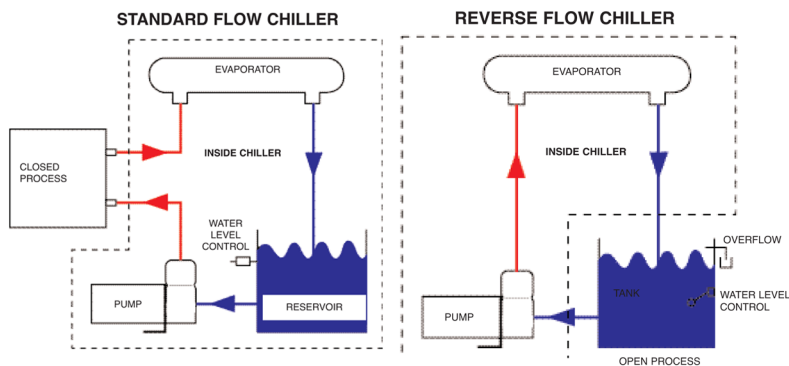 STANDARD FLOW CHILLER
EVAPORATOR
INSIDE CHILLER
CLOSED
PROCESS
WATER
LEVEL
CONTROL
PUMP
RESERVOIR
REVERSE FLOW CHILLER
EVAPORATOR
INSIDE CHILLER
OVERFLOW
TANK
WATER LEVEL
CONTROL
PUMP
OPEN PROCESS